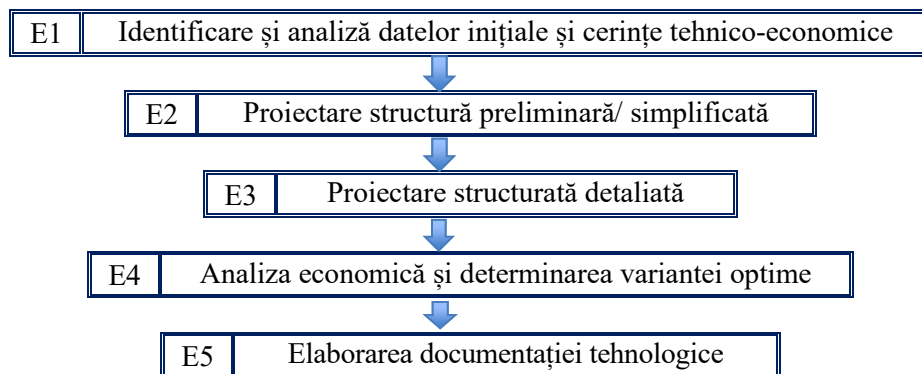 E1 Identificare și analiză datelor inițiale și cerințe tehnico-economice
E2 Proiectare structură preliminară/ simplificată
E3 Proiectare structurată detaliată
E4 Analiza economică și determinarea variantei optime
E5 Elaborarea documentației tehnologice